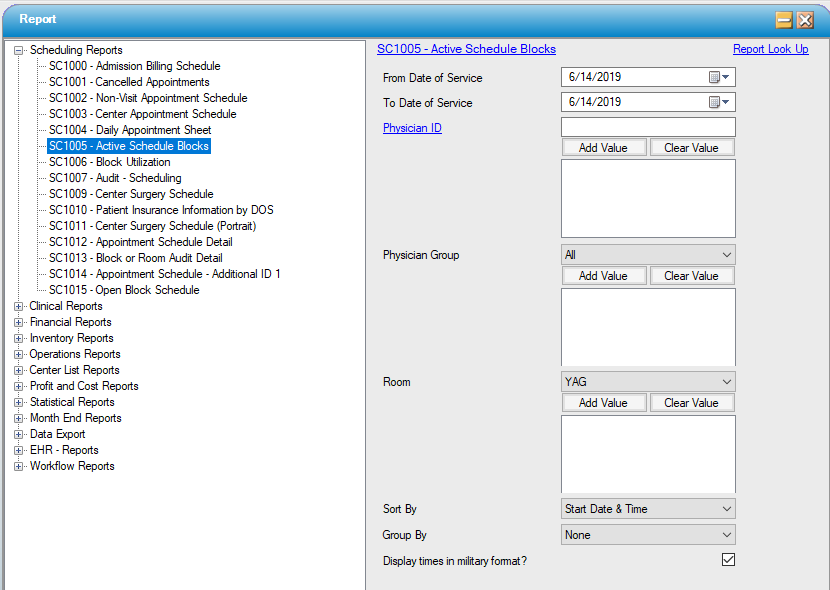 Report
Scheduling Reports
SC1000 - Admission Billing Schedule
SC1001 - Cancelled Appointments
SC1002 - Non-Visit Appointment Schedule
SC1003 - Center Appointment Schedule
SC1004 - Daily Appointment Sheet
SC1005 - Active Schedule Blocks
SC1006 - Block Utilization
SC1007 - Audit - Scheduling
SC1009 - Center Surgery Schedule
SC1010 - Patient Insurance Information by DOS
SC1011 - Center Surgery Schedule (Portrait)
SC1012 - Appointment Schedule Detail
SC1013 - Block or Room Audit Detail
SC1014 - Appointment Schedule - Additional ID 1
SC1015 - Open Block Schedule
Clinical Reports
Financial Reports
Inventory Reports
Operations Reports
Center List Reports
Profit and Cost Reports
Statistical Reports
Month End Reports
Data Export
EHR - Reports
Workflow Reports
SC1005 - Active Schedule Blocks Report Look Up
From Date of Service 6/14/2019
To Date of Service 6/14/2019
Physician ID
Add Value Clear Value
Physician Group All
Add Value Clear Value
Room YAG
Add Value Clear Value
Sort By Start Date & Time
Group By None
Display times in military format?